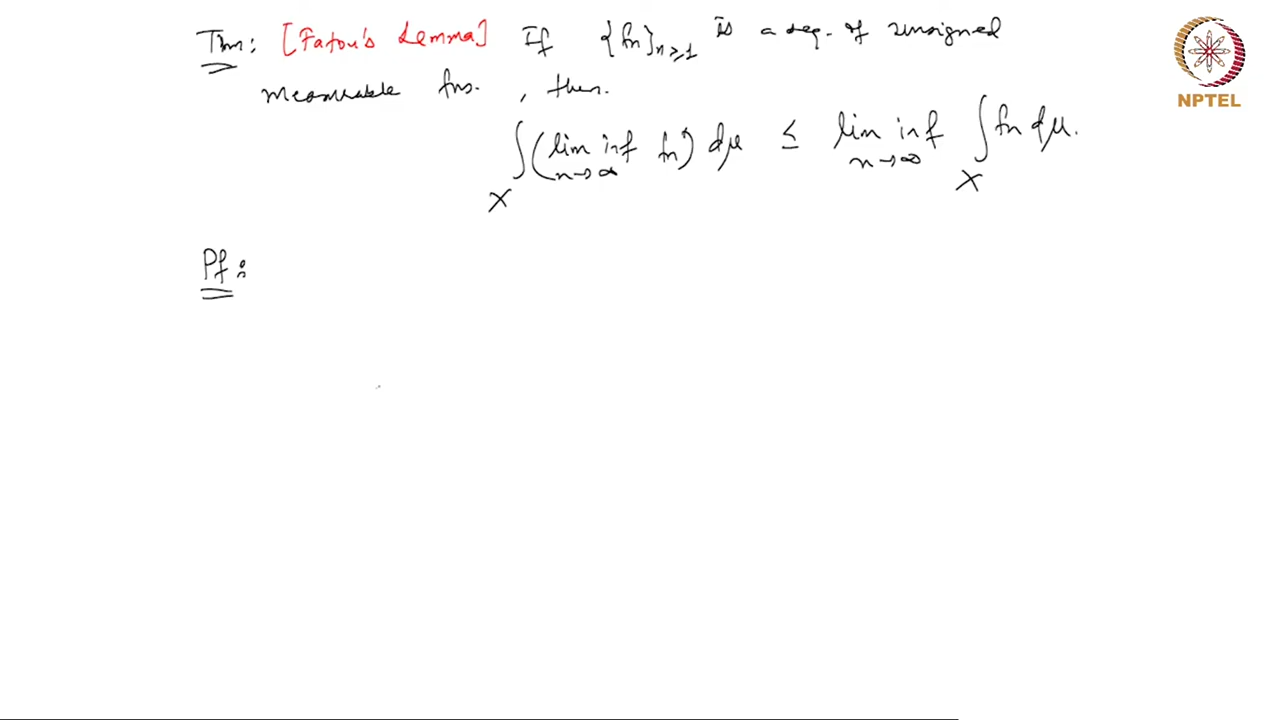 Thm: [Fatou's Lemma] If {fn}n≥1 is a seq. of unsigned
measurable fns. , then.
∫X (lim inf n→∞ fn) dμ ≤ lim inf n→∞ ∫X fn dμ.
Pf:
NPTEL